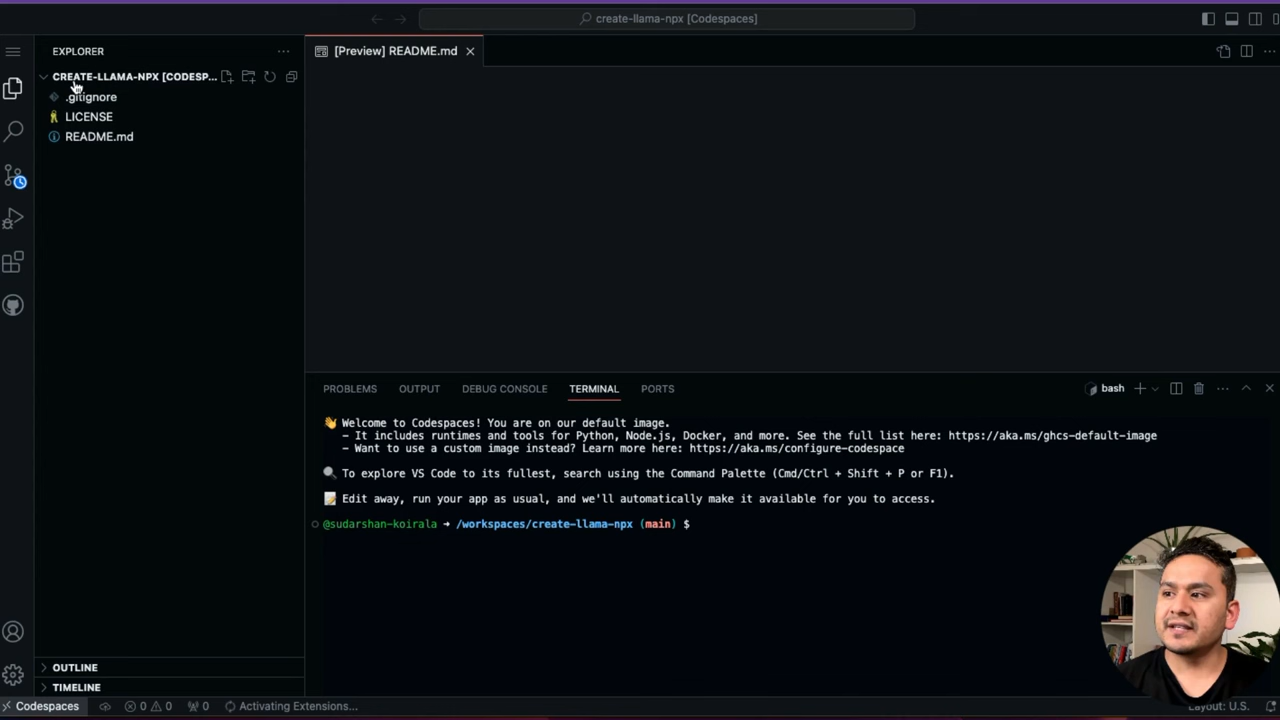 create-llama-npx [Codespaces]
EXPLORER
[Preview] README.md
CREATE-LLAMA-NPX [CODESP...
.gitignore
LICENSE
README.md
PROBLEMS OUTPUT DEBUG CONSOLE TERMINAL PORTS
bash
👋 Welcome to Codespaces! You are on our default image.
– It includes runtimes and tools for Python, Node.js, Docker, and more. See the full list here: https://aka.ms/ghcs-default-image
– Want to use a custom image instead? Learn more here: https://aka.ms/configure-codespace
🔍 To explore VS Code to its fullest, search using the Command Palette (Cmd/Ctrl + Shift + P or F1).
📝 Edit away, run your app as usual, and we'll automatically make it available for you to access.
@sudarshan-koirala ➜ /workspaces/create-llama-npx (main) $
OUTLINE
TIMELINE
Codespaces 0 0 0 Activating Extensions... Layout: U.S.